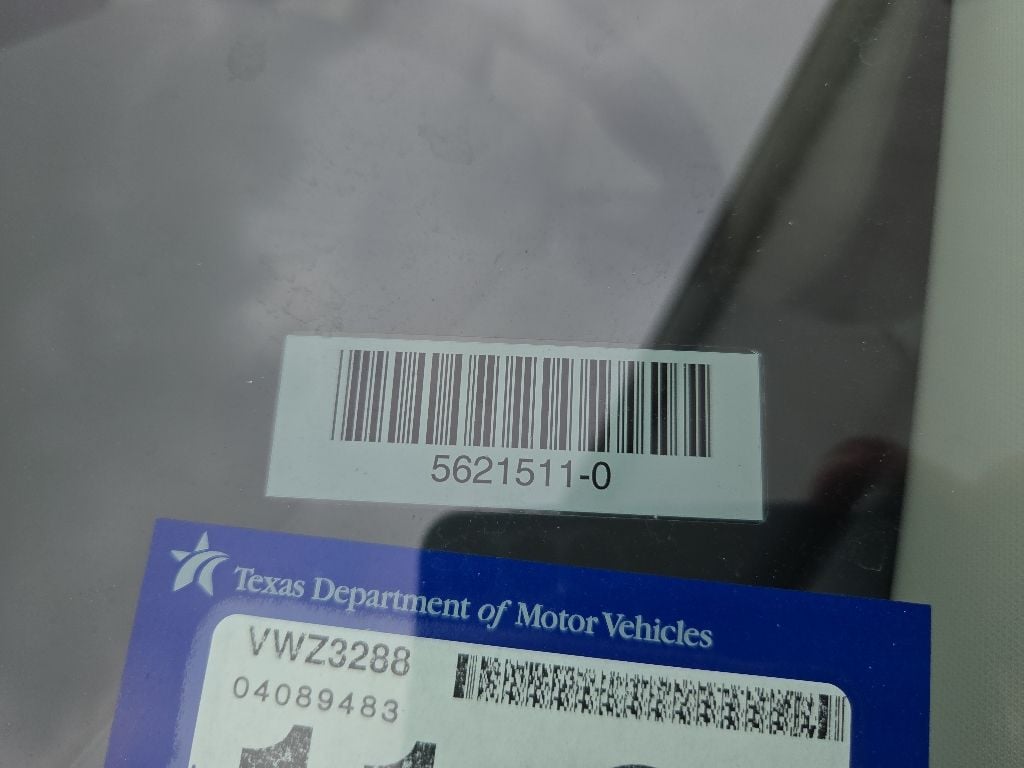 5621511-0
Texas Department of Motor Vehicles
VWZ3288
04089483